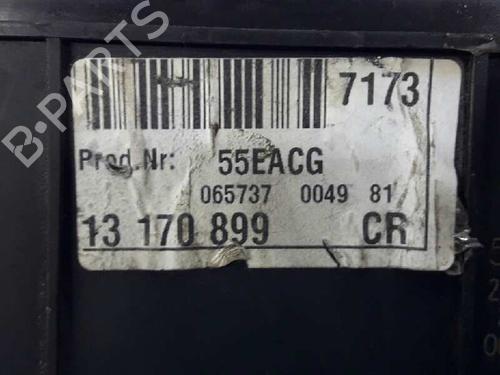 B-PARTS
7173
Prod.Nr: 55EACG
065737 0049 81
13 170 899 CR